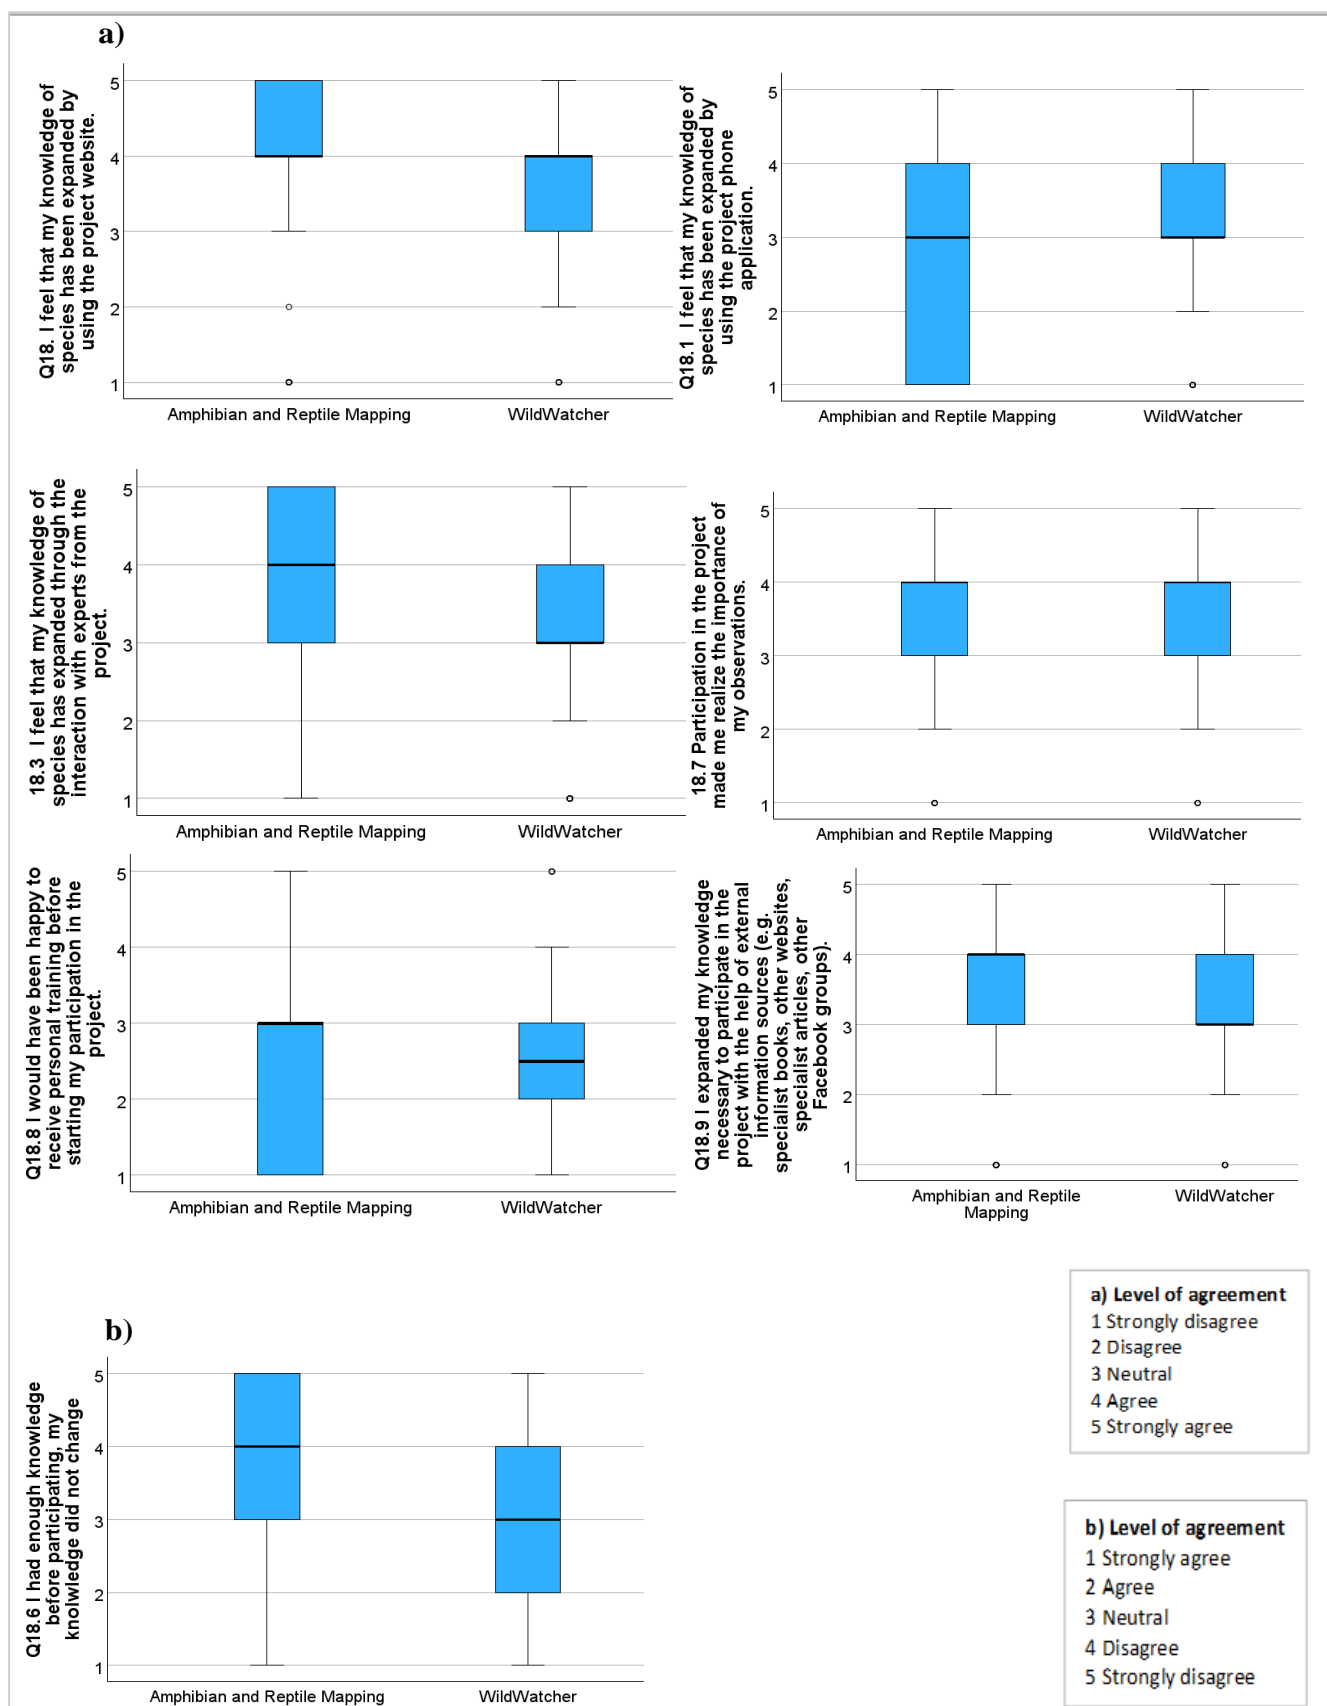 a)
Q18. I feel that my knowledge of
species has been expanded by
using the project website.
5
4
3
2
1
Amphibian and Reptile Mapping
WildWatcher
Q18.1 I feel that my knowledge of
species has been expanded by
using the project phone
application.
5
4
3
2
1
Amphibian and Reptile Mapping
WildWatcher
18.3 I feel that my knowledge of
species has expanded through the
interaction with experts from the
project.
5
4
3
2
1
Amphibian and Reptile Mapping
WildWatcher
18.7 Participation in the project
made me realize the importance of
my observations.
5
4
3
2
1
Amphibian and Reptile Mapping
WildWatcher
Q18.8 I would have been happy to
receive personal training before
starting my participation in the
project.
5
4
3
2
1
Amphibian and Reptile Mapping
WildWatcher
Q18.9 I expanded my knowledge
necessary to participate in the
project with the help of external
information sources (e.g.
specialist books, other websites,
specialist articles, other
Facebook groups).
5
4
3
2
1
Amphibian and Reptile
Mapping
WildWatcher
a) Level of agreement
1 Strongly disagree
2 Disagree
3 Neutral
4 Agree
5 Strongly agree
b)
Q18.6 I had enough knowledge
before participating, my
knolwedge did not change
5
4
3
2
1
Amphibian and Reptile Mapping
WildWatcher
b) Level of agreement
1 Strongly agree
2 Agree
3 Neutral
4 Disagree
5 Strongly disagree